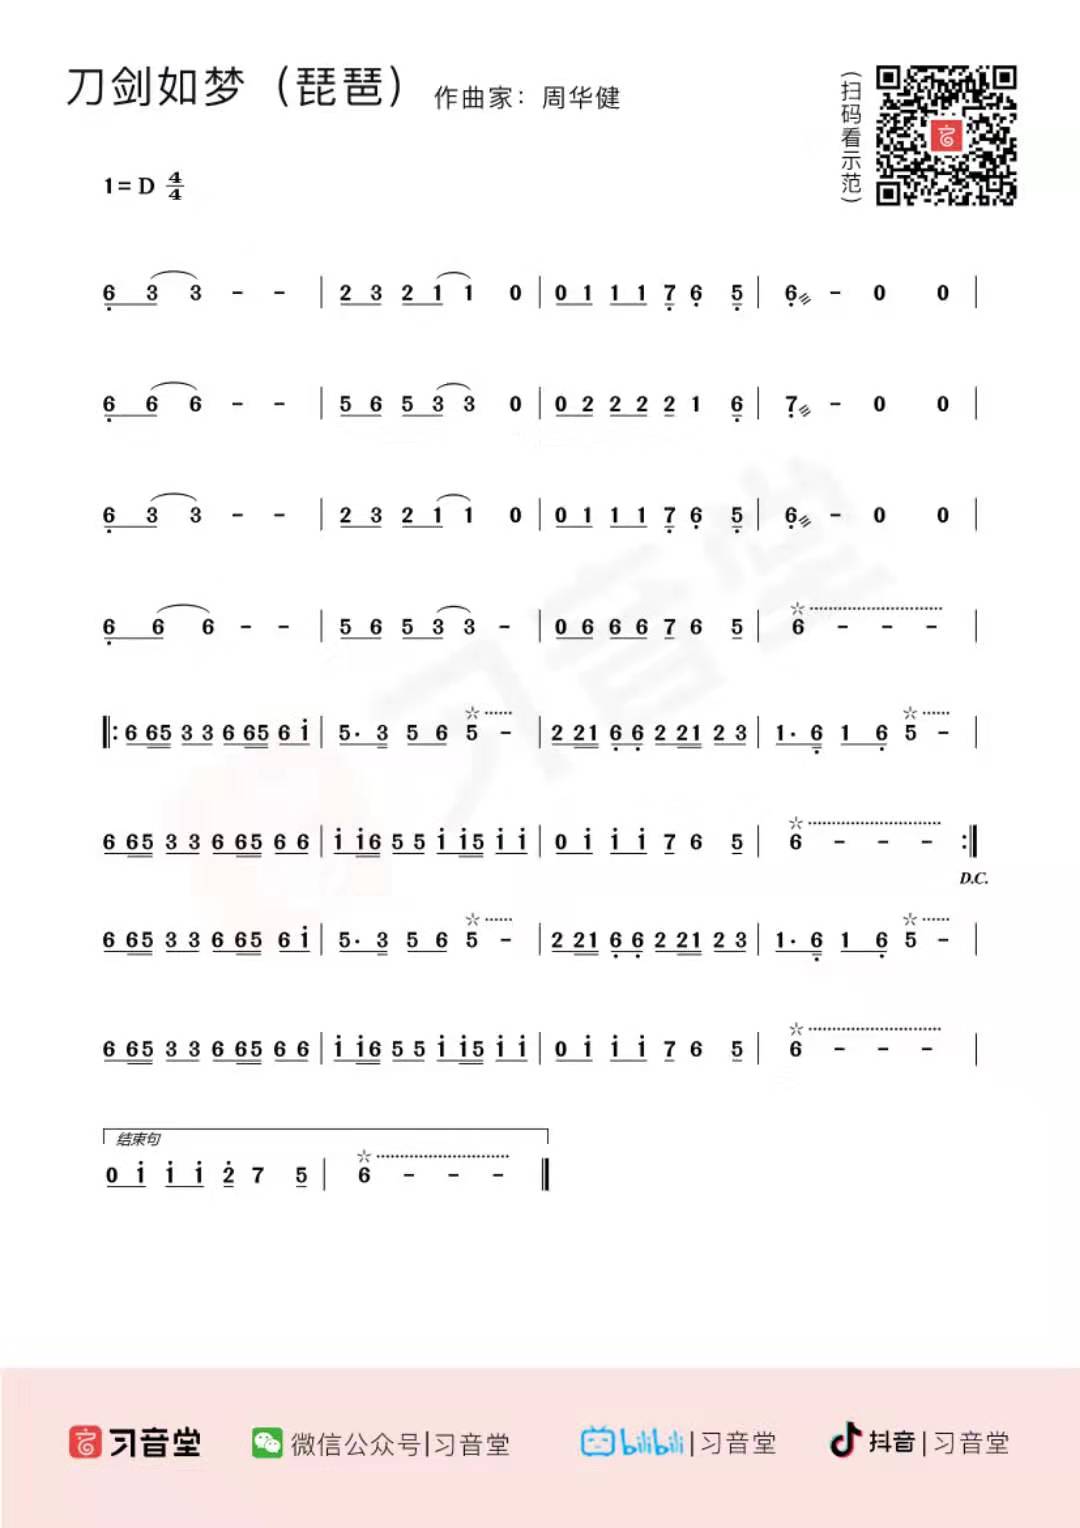 刀剑如梦（琵琶） 作曲家：周华健
（扫码看示范）
1=D 4/4
6 3 3 - - | 2 3 2 1 1 0 | 0 1 1 1 7 6 5 | 6 - 0 0 |
6 6 6 - - | 5 6 5 3 3 0 | 0 2 2 2 2 1 6 | 7 - 0 0 |
6 3 3 - - | 2 3 2 1 1 0 | 0 1 1 1 7 6 5 | 6 - 0 0 |
6 6 6 - - | 5 6 5 3 3 - | 0 6 6 6 7 6 5 | 6 - - - |
‖: 6 65 3 3 6 65 6 i | 5· 3 5 6 5 - | 2 21 6 6 2 21 2 3 | 1· 6 1 6 5 - |
6 65 3 3 6 65 6 6 | i i6 5 5 i i5 i i | 0 i i i 7 6 5 | 6 - - - :‖
D.C.
6 65 3 3 6 65 6 i | 5· 3 5 6 5 - | 2 21 6 6 2 21 2 3 | 1· 6 1 6 5 - |
6 65 3 3 6 65 6 6 | i i6 5 5 i i5 i i | 0 i i i 7 6 5 | 6 - - - |
结束句
0 i i i 2 7 5 | 6 - - - ‖
习音堂
习音堂 微信公众号|习音堂 bilibili|习音堂 抖音|习音堂